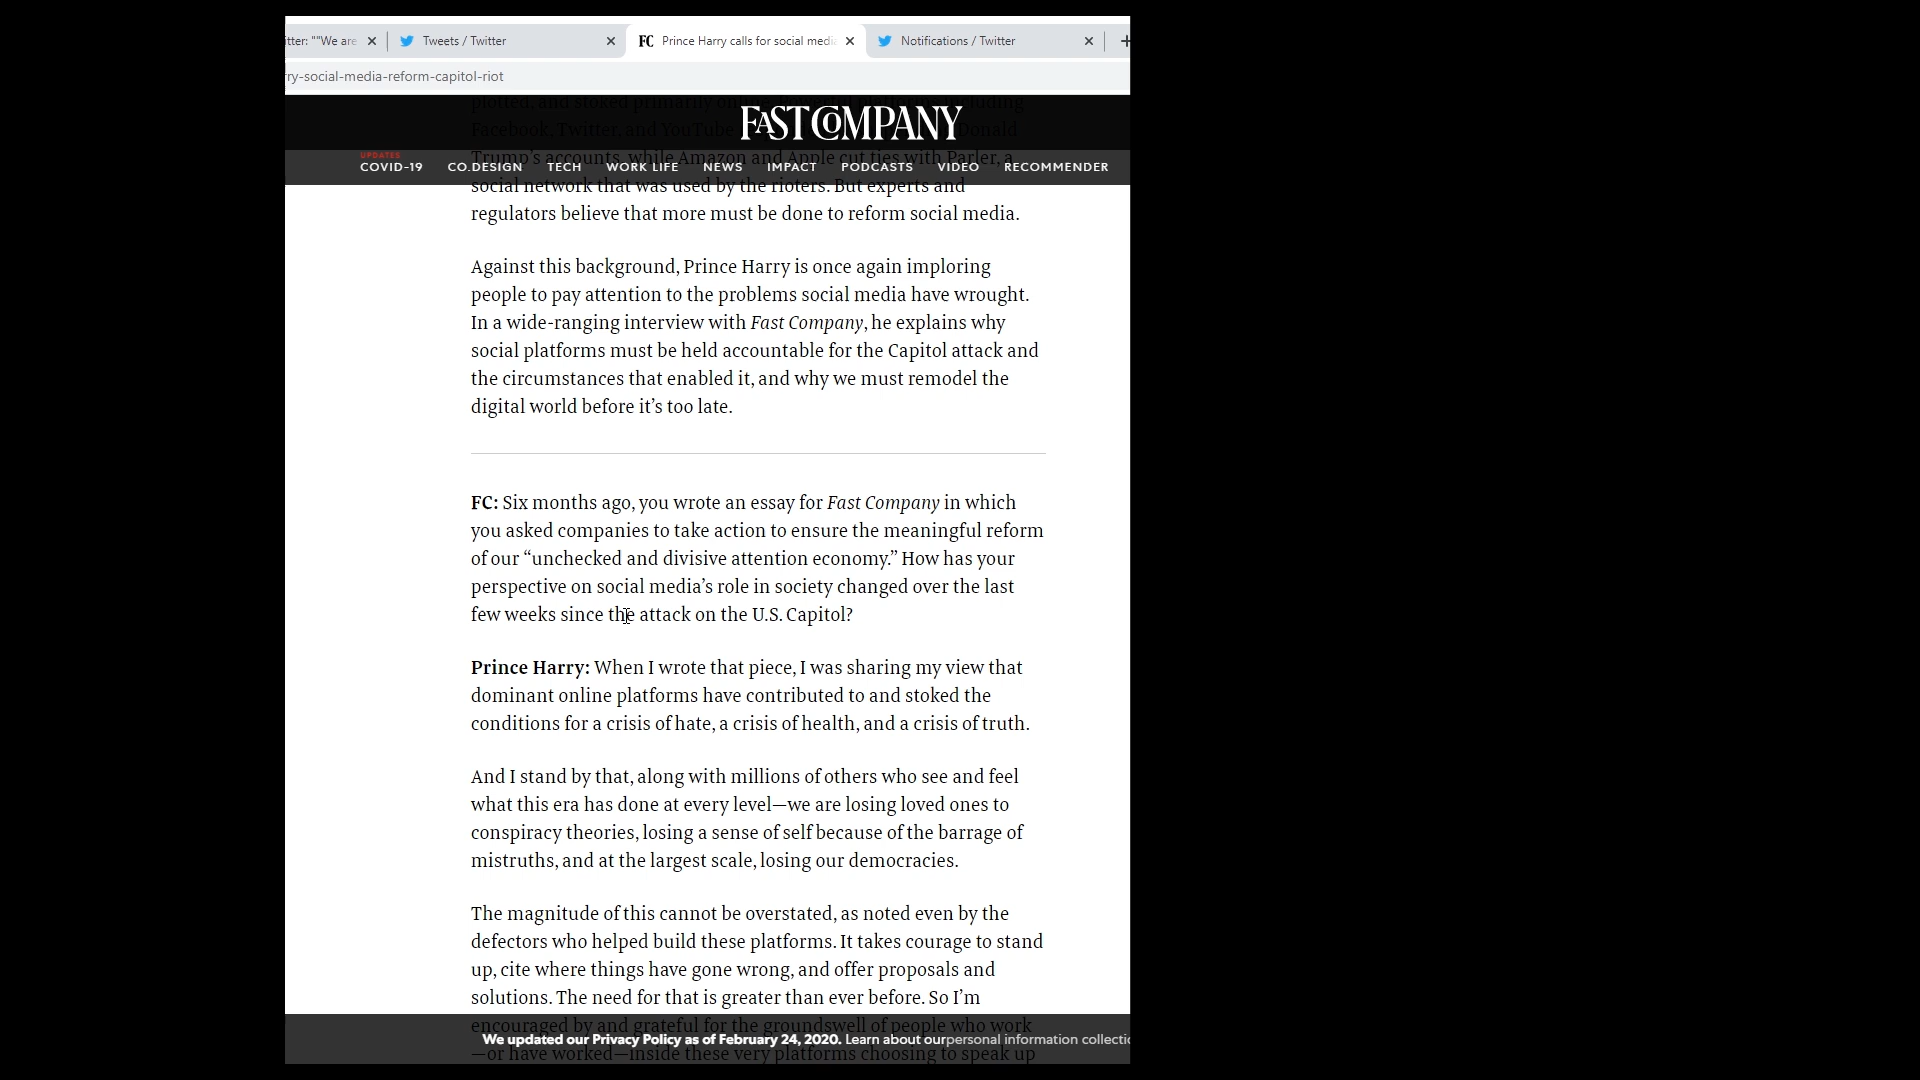 itter: ""We are
Tweets / Twitter
FC Prince Harry calls for social medi
Notifications / Twitter
rry-social-media-reform-capitol-riot
plotted, and stoked primarily online.
Facebook, Twitter, and YouTube Donald
FAST COMPANY
Trump's accounts, while Amazon and Apple cut ties with Parler, a
UPDATES
COVID-19 CO.DESIGN TECH WORK LIFE NEWS IMPACT PODCASTS VIDEO RECOMMENDER
social network that was used by the rioters. But experts and
regulators believe that more must be done to reform social media.
Against this background, Prince Harry is once again imploring
people to pay attention to the problems social media have wrought.
In a wide-ranging interview with Fast Company, he explains why
social platforms must be held accountable for the Capitol attack and
the circumstances that enabled it, and why we must remodel the
digital world before it's too late.
FC: Six months ago, you wrote an essay for Fast Company in which
you asked companies to take action to ensure the meaningful reform
of our “unchecked and divisive attention economy.” How has your
perspective on social media's role in society changed over the last
few weeks since the attack on the U.S. Capitol?
Prince Harry: When I wrote that piece, I was sharing my view that
dominant online platforms have contributed to and stoked the
conditions for a crisis of hate, a crisis of health, and a crisis of truth.
And I stand by that, along with millions of others who see and feel
what this era has done at every level—we are losing loved ones to
conspiracy theories, losing a sense of self because of the barrage of
mistruths, and at the largest scale, losing our democracies.
The magnitude of this cannot be overstated, as noted even by the
defectors who helped build these platforms. It takes courage to stand
up, cite where things have gone wrong, and offer proposals and
solutions. The need for that is greater than ever before. So I'm
encouraged by and grateful for the groundswell of people who work
We updated our Privacy Policy as of February 24, 2020. Learn about our personal information collectio
—or have worked—inside these very platforms choosing to speak up